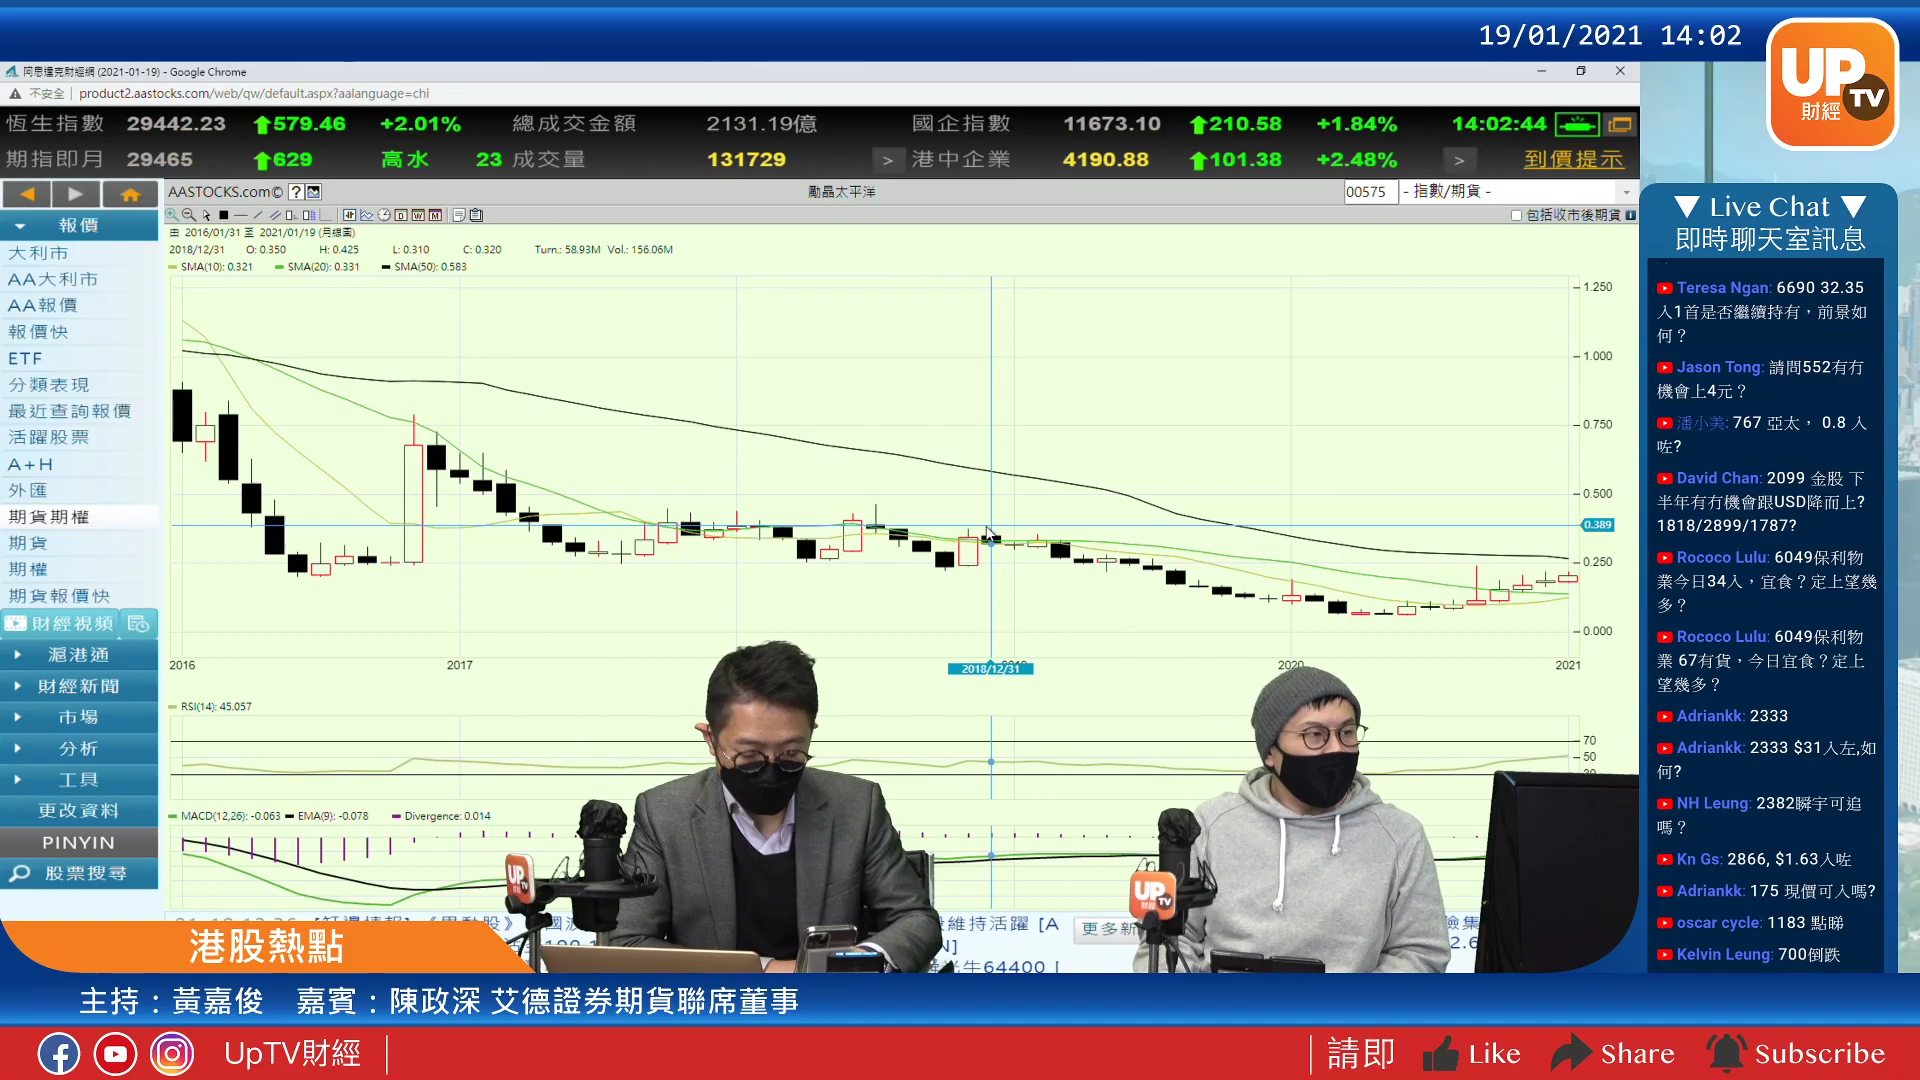 19/01/2021 14:02
UP
財經 TV
阿思達克財經網 (2021-01-19) - Google Chrome
不安全 | product2.aastocks.com/web/qw/default.aspx?aalanguage=chi
恆生指數 29442.23 579.46 +2.01% 總成交金額 2131.19億 國企指數 11673.10 210.58 +1.84% 14:02:44
期指即月 29465 629 高水 23 成交量 131729 > 港中企業 4190.88 101.38 +2.48% > 到價提示
AASTOCKS.com© ? 勵晶太平洋 00575 - 指數/期貨 -
包括收市後期貨
由 2016/01/31 至 2021/01/19 (月線圖)
2018/12/31 O: 0.350 H: 0.425 L: 0.310 C: 0.320 Turn.: 58.93M Vol.: 156.06M
SMA(10): 0.321 SMA(20): 0.331 SMA(50): 0.583
1.250
1.000
0.750
0.500
0.389
0.250
0.000
2016 2017 2018/12/31 2020 2021
RSI(14): 45.057
70
50
MACD(12,26): -0.063 EMA(9): -0.078 Divergence: 0.014
報價
大利市
AA大利市
AA報價
報價快
ETF
分類表現
最近查詢報價
活躍股票
A+H
外匯
期貨期權
期貨
期權
期貨報價快
財經視頻
滬港通
財經新聞
市場
分析
工具
更改資料
PINYIN
股票搜尋
維持活躍 [A
更多新
牛64400 [
UP TV
UP TV
▼ Live Chat ▼
即時聊天室訊息
Teresa Ngan: 6690 32.35
入1首是否繼續持有，前景如
何？
Jason Tong: 請問552有冇
機會上4元？
潘小美: 767 亞太， 0.8 入
咗?
David Chan: 2099 金股 下
半年有冇機會跟USD降而上?
1818/2899/1787?
Rococo Lulu: 6049保利物
業今日34入，宜食？定上望幾
多？
Rococo Lulu: 6049保利物
業 67有貨，今日宜食？定上
望幾多？
Adriankk: 2333
Adriankk: 2333 $31入左,如
何?
NH Leung: 2382瞬宇可追
嗎？
Kn Gs: 2866, $1.63入咗
Adriankk: 175 現價可入嗎?
oscar cycle: 1183 點睇
Kelvin Leung: 700倒跌
港股熱點
主持：黃嘉俊 嘉賓：陳政深 艾德證券期貨聯席董事
UpTV財經
請即 Like Share Subscribe